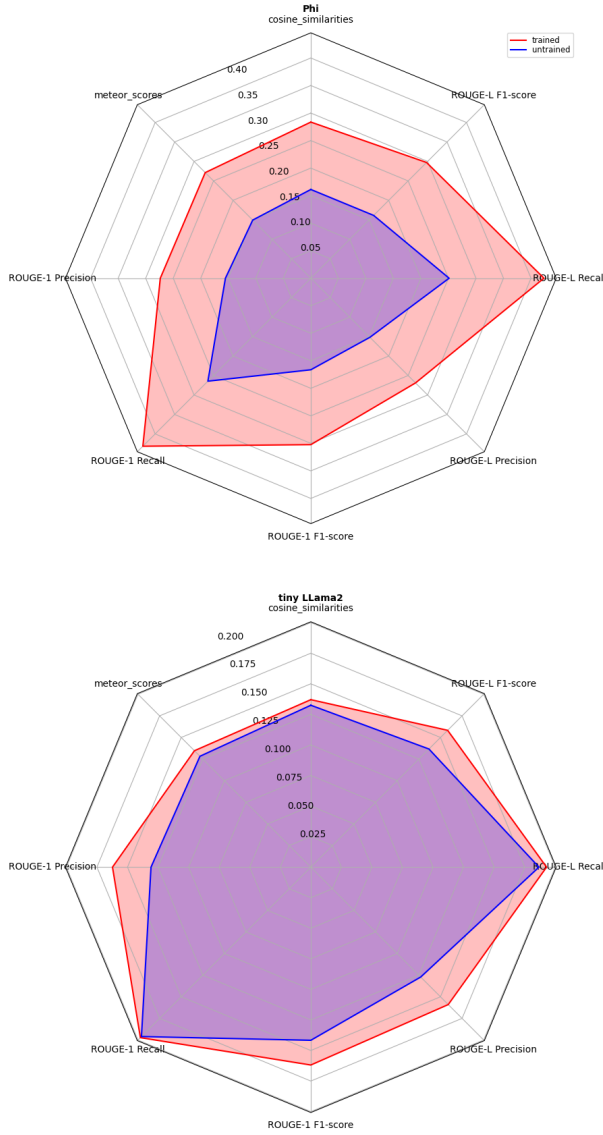 Phi
cosine_similarities
trained
untrained
0.40
meteor_scores
ROUGE-L F1-score
0.35
0.30
0.25
0.20
0.15
0.10
0.05
ROUGE-1 Precision
ROUGE-L Recal
ROUGE-1 Recall
ROUGE-L Precision
ROUGE-1 F1-score
tiny LLama2
cosine_similarities
0.200
0.175
meteor_scores
ROUGE-L F1-score
0.150
0.125
0.100
0.075
0.050
0.025
ROUGE-1 Precision
ROUGE-L Recal
ROUGE-1 Recall
ROUGE-L Precision
ROUGE-1 F1-score